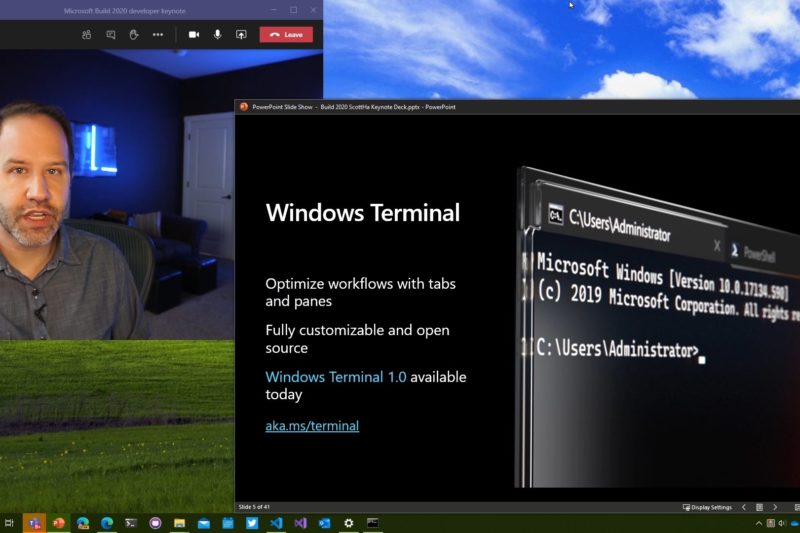 Microsoft Build 2020 developer keynote
Leave
PowerPoint Slide Show - Build 2020 ScottHa Keynote Deck.pptx - PowerPoint
Windows Terminal
Optimize workflows with tabs
and panes
Fully customizable and open
source
Windows Terminal 1.0 available
today
aka.ms/terminal
C:\Users\Administrator
PowerShell
Microsoft Windows [Version 10.0.17134.590]
(c) 2019 Microsoft Corporation. All rights re
C:\Users\Administrator>
Slide 5 of 41
Display Settings